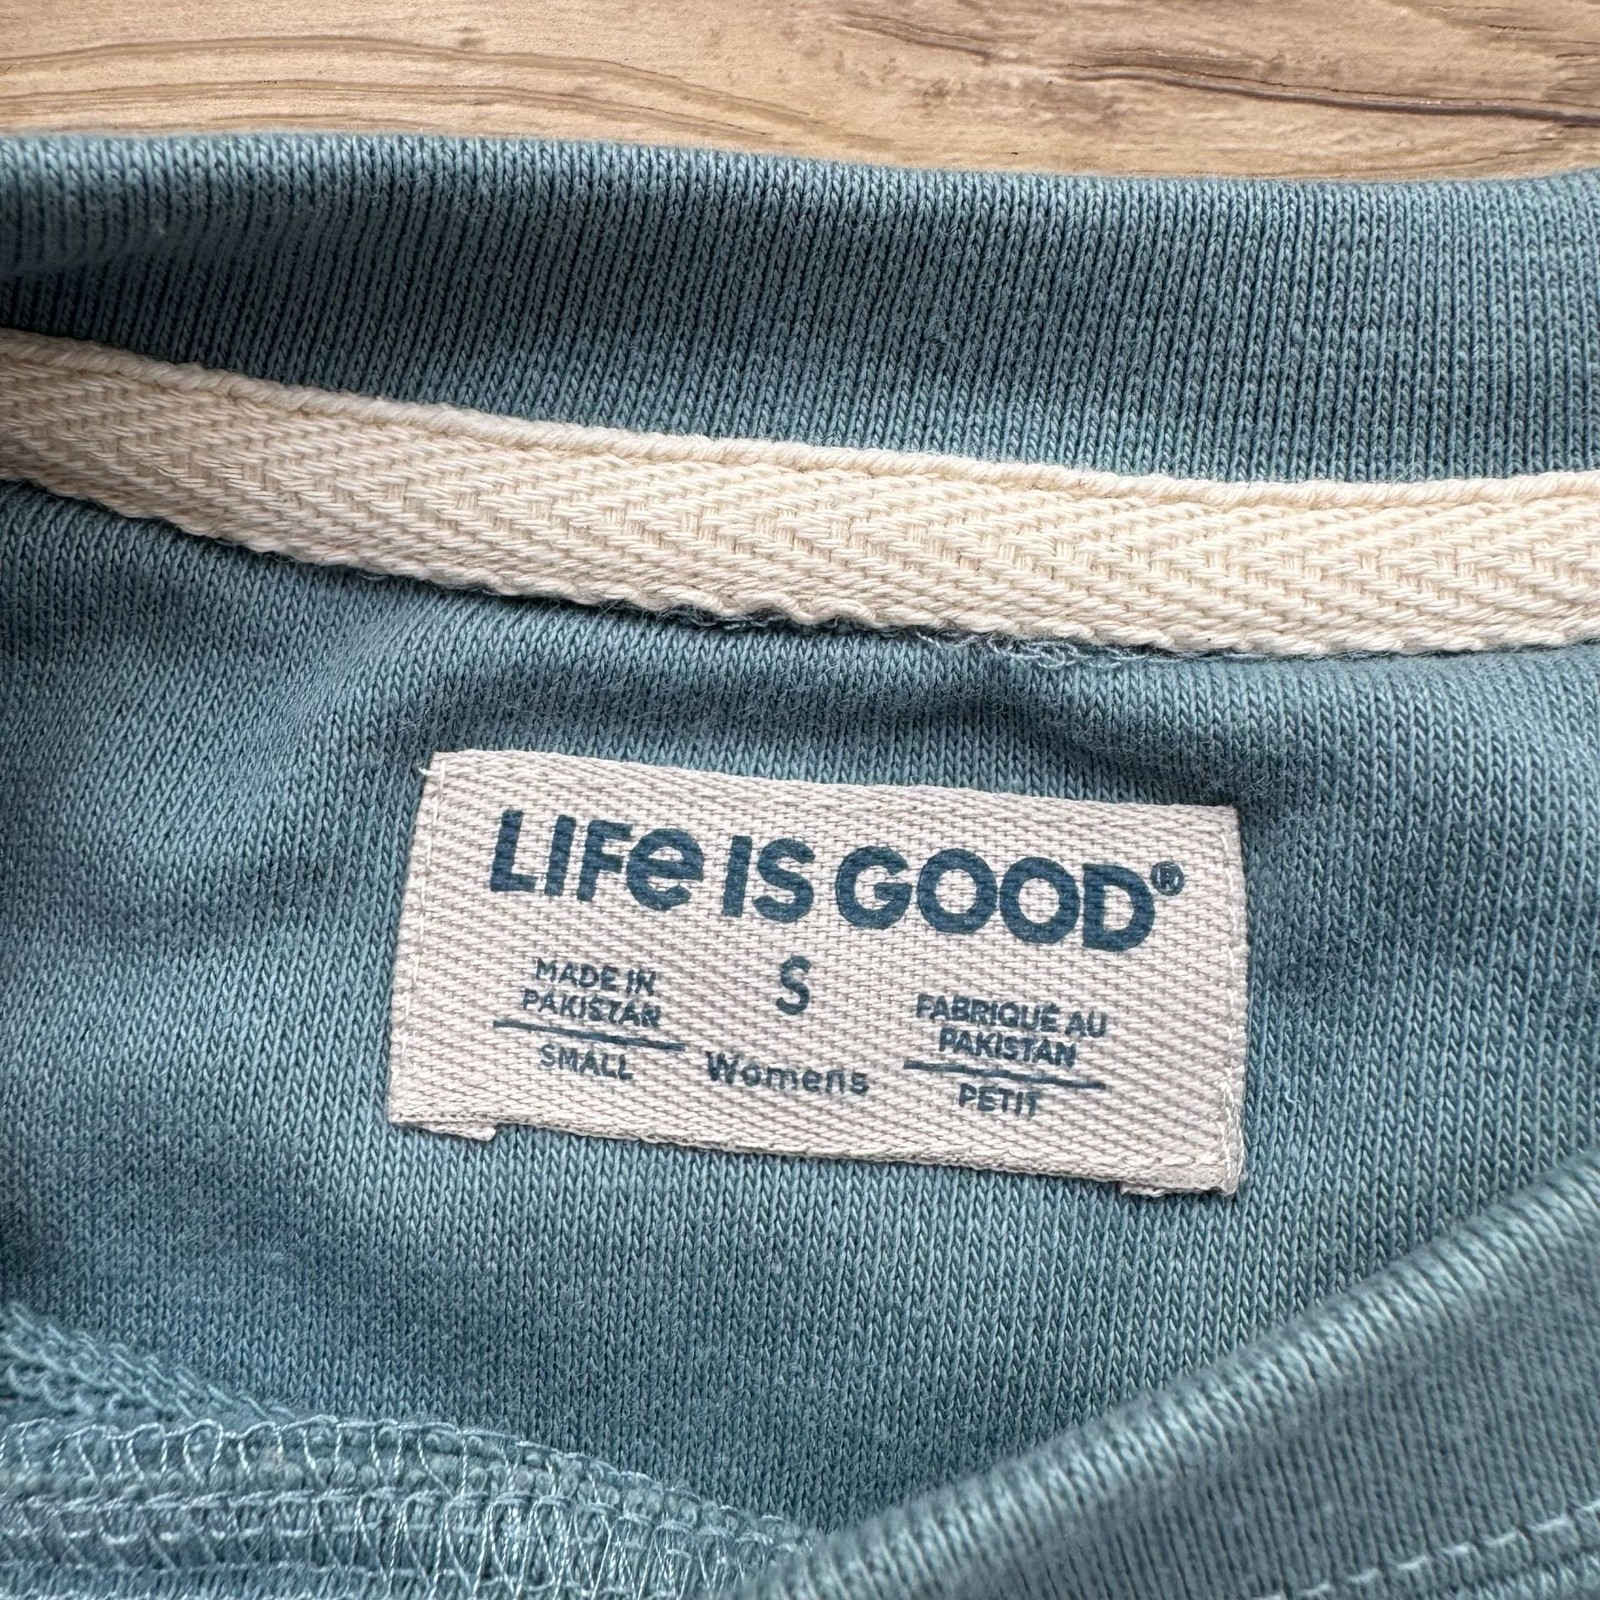 LIFe IS GOOD®
S
MADE IN
PAKISTAN
SMALL
Womens
FABRIQUÉ AU
PAKISTAN
PETIT